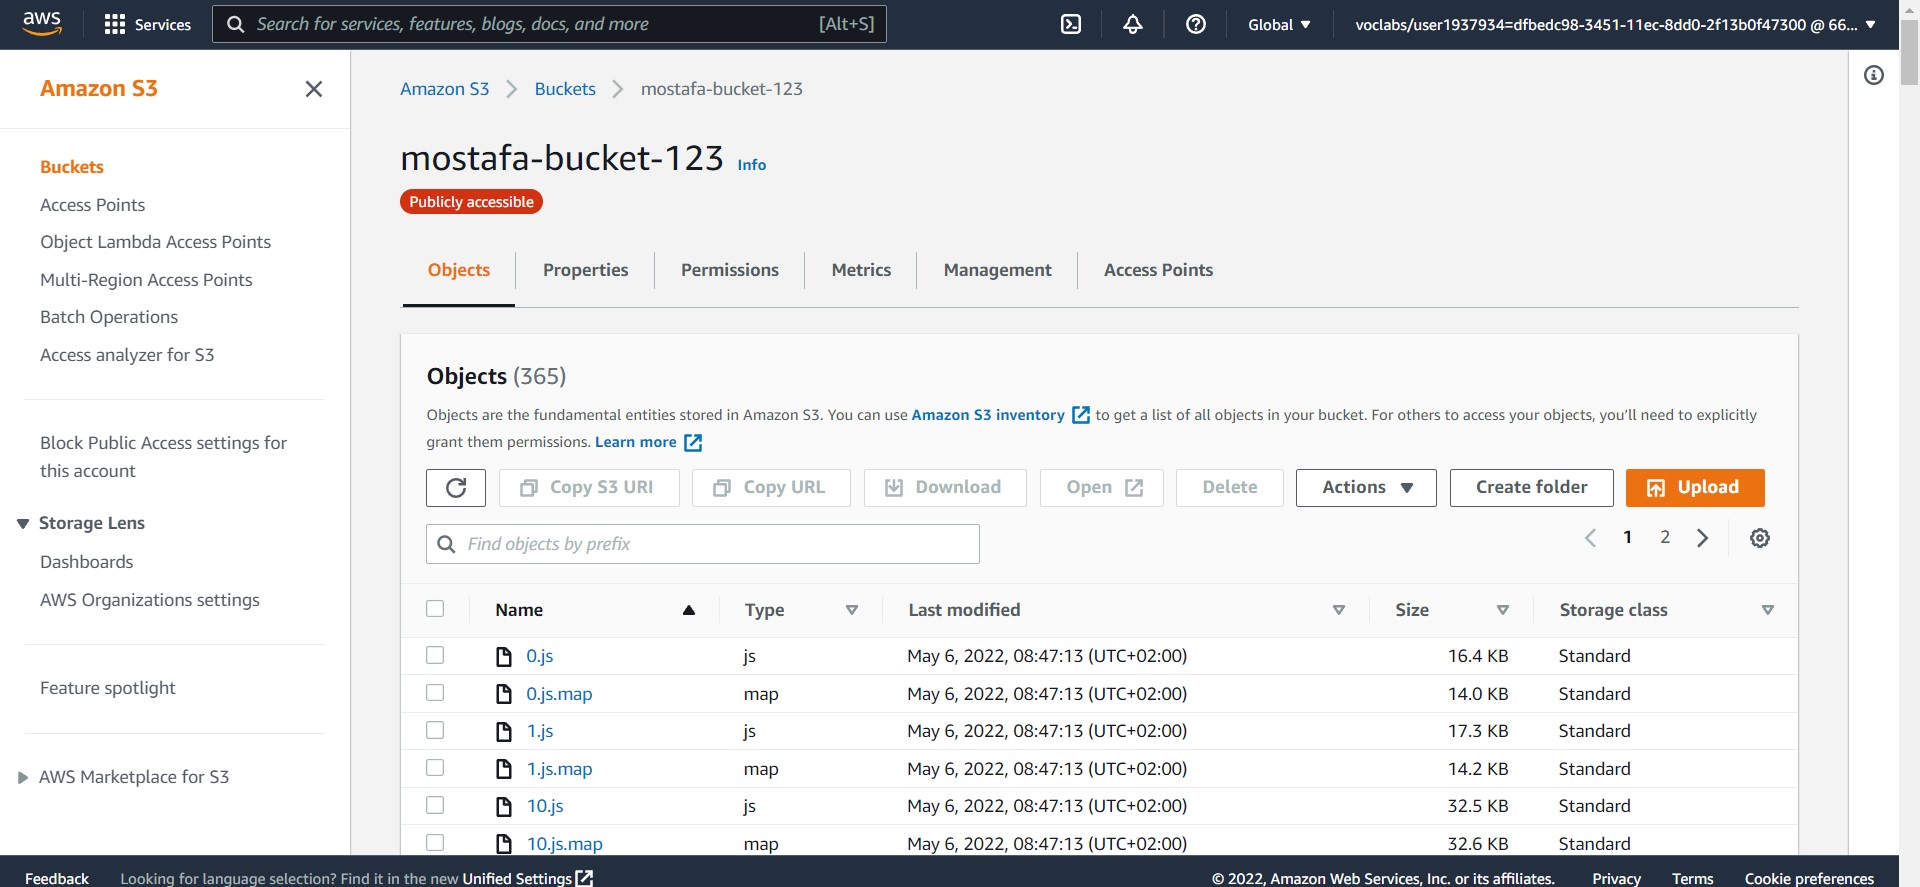 aws
Services
Search for services, features, blogs, docs, and more [Alt+S]
Global
voclabs/user1937934=dfbedc98-3451-11ec-8dd0-2f13b0f47300 @ 66...
Amazon S3
Buckets
Access Points
Object Lambda Access Points
Multi-Region Access Points
Batch Operations
Access analyzer for S3
Block Public Access settings for
this account
Storage Lens
Dashboards
AWS Organizations settings
Feature spotlight
AWS Marketplace for S3
Amazon S3 Buckets mostafa-bucket-123
mostafa-bucket-123 Info
Publicly accessible
Objects Properties Permissions Metrics Management Access Points
Objects (365)
Objects are the fundamental entities stored in Amazon S3. You can use Amazon S3 inventory to get a list of all objects in your bucket. For others to access your objects, you'll need to explicitly
grant them permissions. Learn more
Copy S3 URI Copy URL Download Open Delete Actions Create folder Upload
Find objects by prefix
1 2
Name Type Last modified Size Storage class
0.js js May 6, 2022, 08:47:13 (UTC+02:00) 16.4 KB Standard
0.js.map map May 6, 2022, 08:47:13 (UTC+02:00) 14.0 KB Standard
1.js js May 6, 2022, 08:47:13 (UTC+02:00) 17.3 KB Standard
1.js.map map May 6, 2022, 08:47:13 (UTC+02:00) 14.2 KB Standard
10.js js May 6, 2022, 08:47:13 (UTC+02:00) 32.5 KB Standard
10.js.map map May 6, 2022, 08:47:13 (UTC+02:00) 32.6 KB Standard
Feedback Looking for language selection? Find it in the new Unified Settings © 2022, Amazon Web Services, Inc. or its affiliates. Privacy Terms Cookie preferences